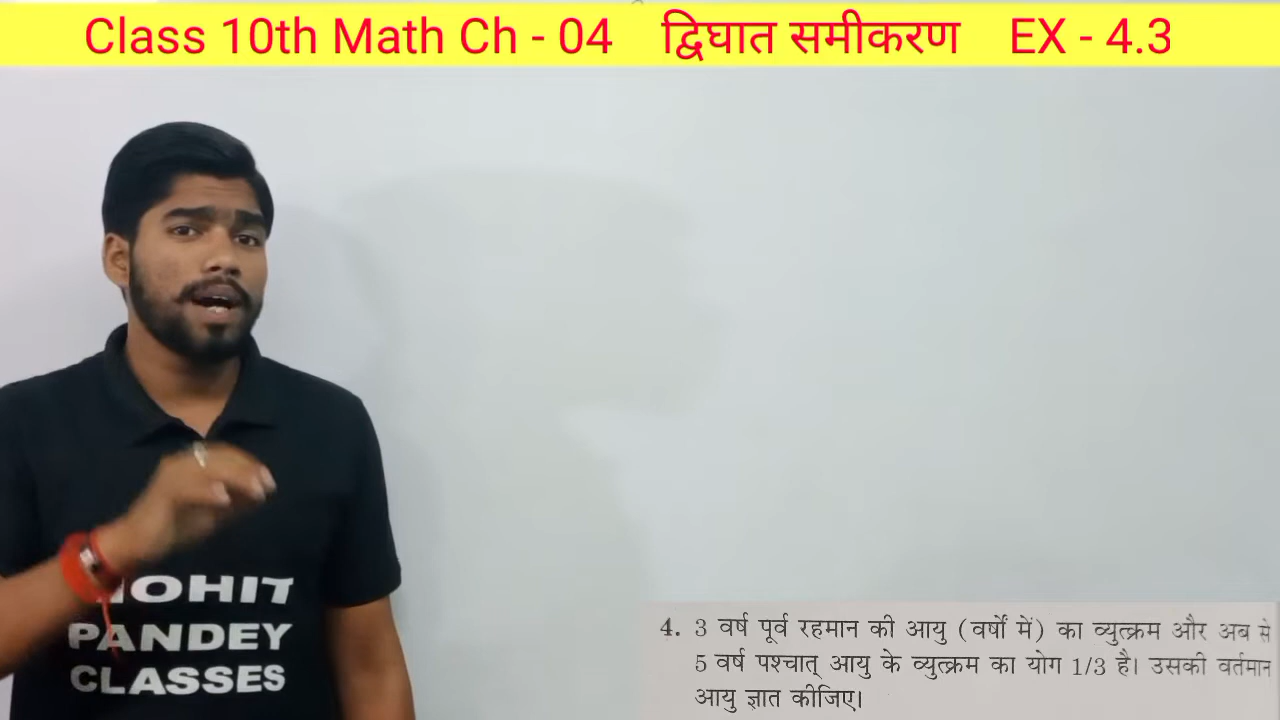 Class 10th Math Ch - 04 द्विघात समीकरण EX - 4.3
MOHIT
PANDEY
CLASSES
4. 3 वर्ष पूर्व रहमान की आयु (वर्षों में) का व्युत्क्रम और अब से
5 वर्ष पश्चात् आयु के व्युत्क्रम का योग 1/3 है। उसकी वर्तमान
आयु ज्ञात कीजिए।